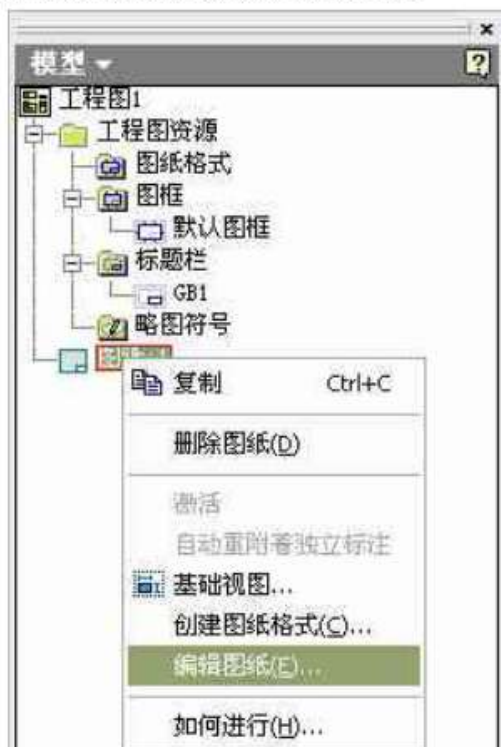 模型
工程图1
工程图资源
图纸格式
图框
默认图框
标题栏
GB1
略图符号
复制 Ctrl+C
删除图纸(D)
激活
自动重附着独立标注
基础视图...
创建图纸格式(C)...
编辑图纸(E)...
如何进行(H)...